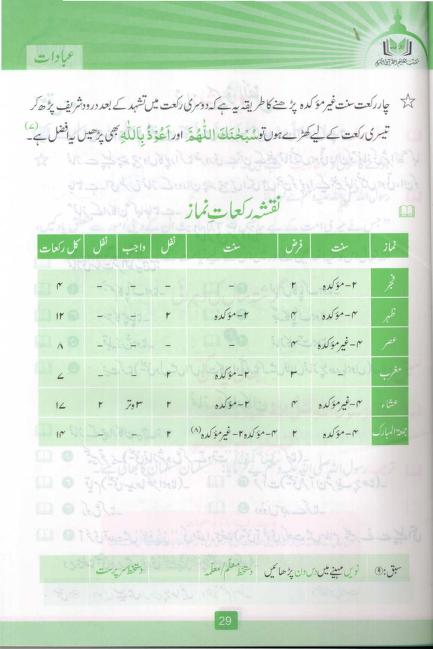 عبادات
☆ چار رکعت سنت غیر مؤکدہ پڑھنے کا طریقہ یہ ہے کہ دوسری رکعت میں تشہد کے بعد درود شریف پڑھ کر
تیسری رکعت کے لیے کھڑے ہوں تو سُبْحٰنَكَ اللّٰهُمَّ اور اَعُوْذُ بِاللّٰهِ بھی پڑھیں یہ افضل ہے۔(۷)
نقشہ رکعات نماز
نماز سنت فرض سنت نفل واجب نفل کل رکعات
فجر ۲-مؤکدہ ۲ - - - - ۴
ظہر ۴-مؤکدہ ۴ ۲-مؤکدہ ۲ - - ۱۲
عصر ۴-غیر مؤکدہ ۴ - - - - ۸
مغرب - ۳ ۲-مؤکدہ ۲ - - ۷
عشاء ۴-غیر مؤکدہ ۴ ۲-مؤکدہ ۲ ۳ وتر ۲ ۱۷
جمعۃ المبارک ۴-مؤکدہ ۲ ۴-مؤکدہ ۲-غیر مؤکدہ(۸) ۲ - - ۱۴
سبق: (۹) نویں مہینے میں دس دن پڑھائیں دستخط معلم/معلمہ دستخط سرپرست
29